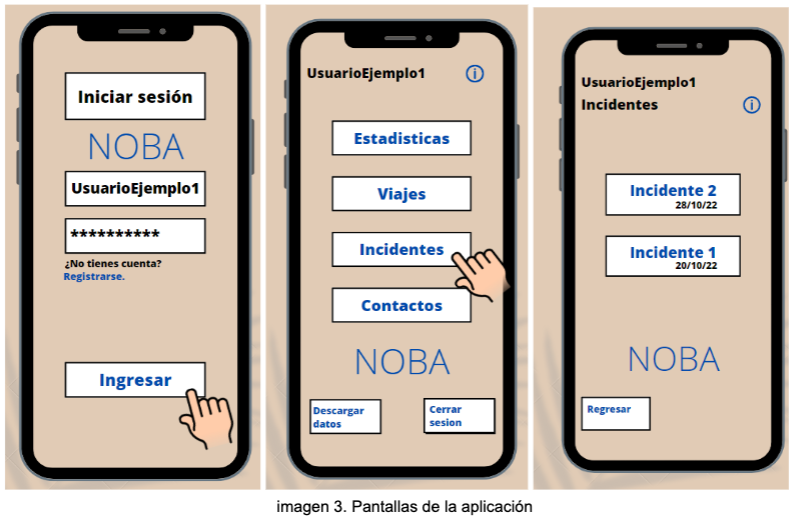 Iniciar sesión
NOBA
UsuarioEjemplo1
**********
¿No tienes cuenta?
Registrarse.
Ingresar
UsuarioEjemplo1
Estadisticas
Viajes
Incidentes
Contactos
NOBA
Descargar
datos
Cerrar
sesion
UsuarioEjemplo1
Incidentes
Incidente 2
28/10/22
Incidente 1
20/10/22
NOBA
Regresar
imagen 3. Pantallas de la aplicación